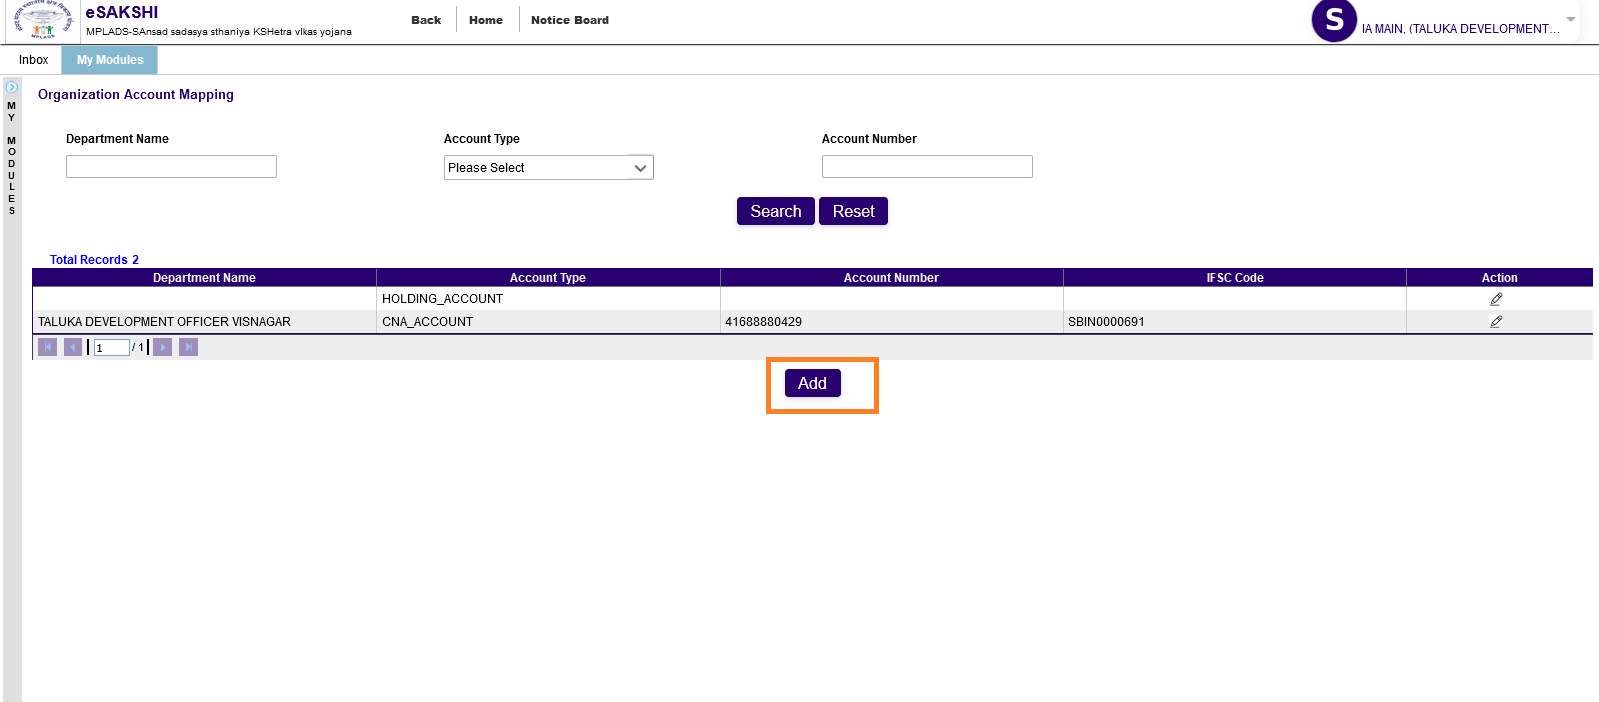 eSAKSHI
MPLADS-SAnsad sadasya sthaniya KSHetra vIkas yojana
Back Home Notice Board
S
IA MAIN, (TALUKA DEVELOPMENT...
Inbox My Modules
MY MODULES
Organization Account Mapping
Department Name Account Type Account Number
Please Select
Search Reset
Total Records 2
Department Name Account Type Account Number IFSC Code Action
HOLDING_ACCOUNT
TALUKA DEVELOPMENT OFFICER VISNAGAR CNA_ACCOUNT 41688880429 SBIN0000691
1 / 1
Add
MPLADS